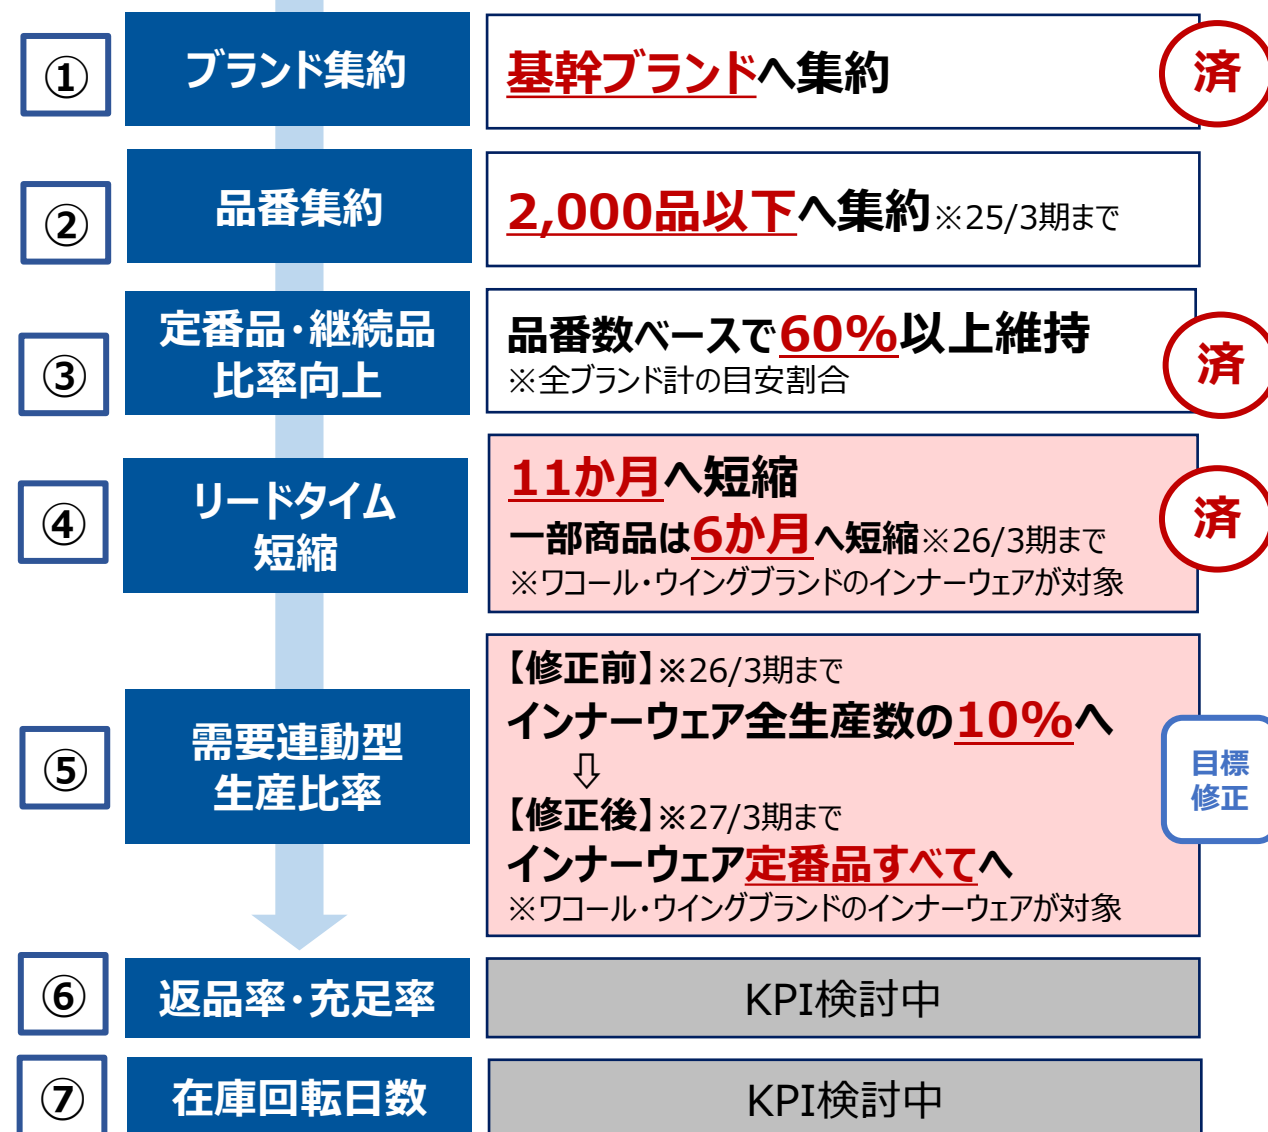 ①
ブランド集約
基幹ブランドへ集約
済
②
品番集約
2,000品以下へ集約※25/3期まで
③
定番品・継続品
比率向上
品番数ベースで60%以上維持
※全ブランド計の目安割合
済
④
リードタイム
短縮
11か月へ短縮
一部商品は6か月へ短縮※26/3期まで
※ワコール・ウイングブランドのインナーウェアが対象
済
⑤
需要連動型
生産比率
【修正前】※26/3期まで
インナーウェア全生産数の10%へ
⇩
【修正後】※27/3期まで
インナーウェア定番品すべてへ
※ワコール・ウイングブランドのインナーウェアが対象
目標
修正
⑥
返品率・充足率
KPI検討中
⑦
在庫回転日数
KPI検討中